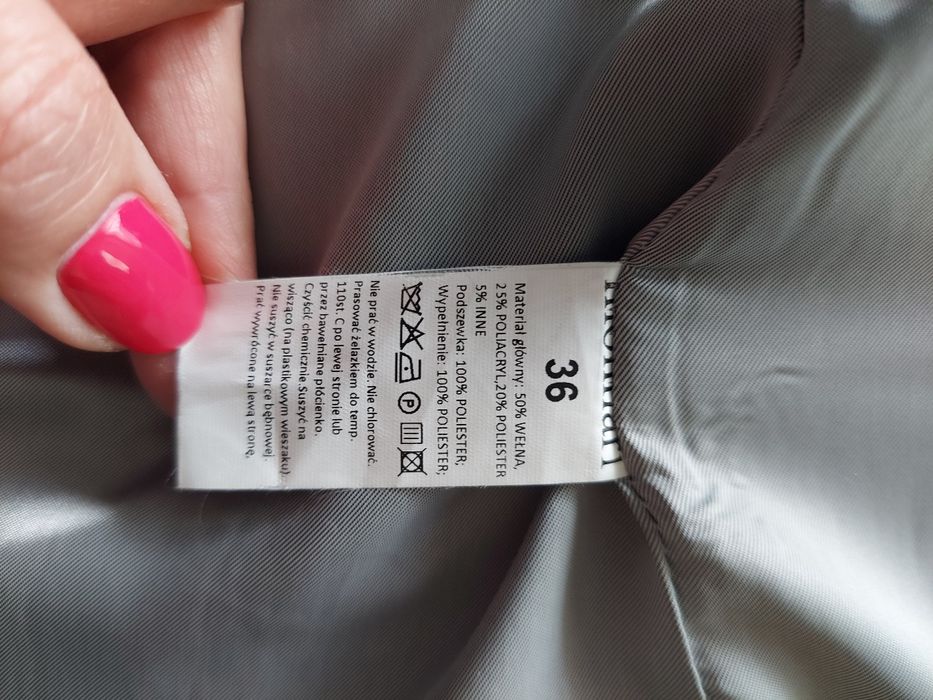 36
Materiał główny: 50% WEŁNA,
25% POLIACRYL,20% POLIESTER
5% INNE
Podszewka: 100% POLIESTER;
Wypełnienie: 100% POLIESTER;
P
Nie prać w wodzie. Nie chlorować.
Prasować żelazkiem do temp.
110st. C po lewej stronie lub
przez bawełniane płócienko.
Czyścić chemicznie.Suszyć na
wisząco (na plastikowym wieszaku).
Nie suszyć w suszarce bębnowej.
Prać wywrócone na lewą stronę.